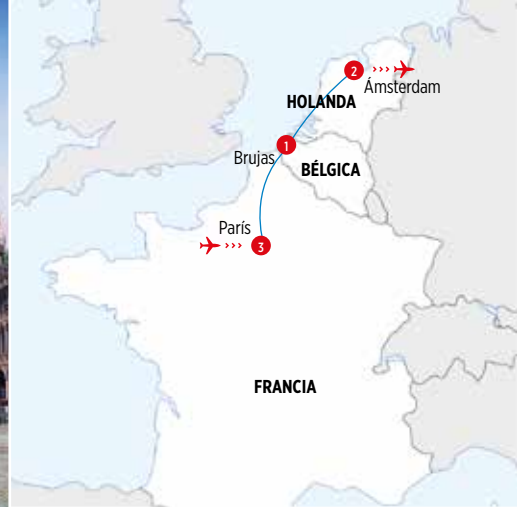 2
Ámsterdam
HOLANDA
1
Brujas
BÉLGICA
París
3
FRANCIA